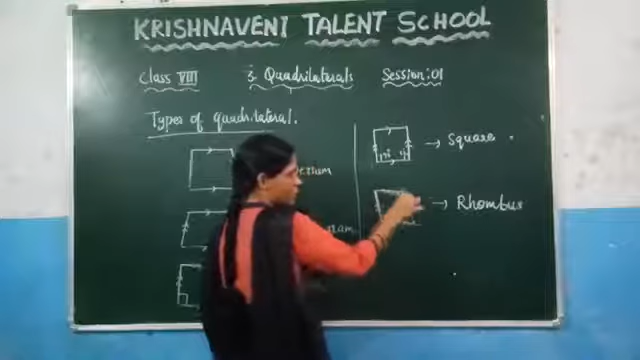 KRISHNAVENI TALENT SCHOOL
Class VIII 3. Quadrilaterals Session:01
Types of quadrilateral.
→ Square
→ Rhombus